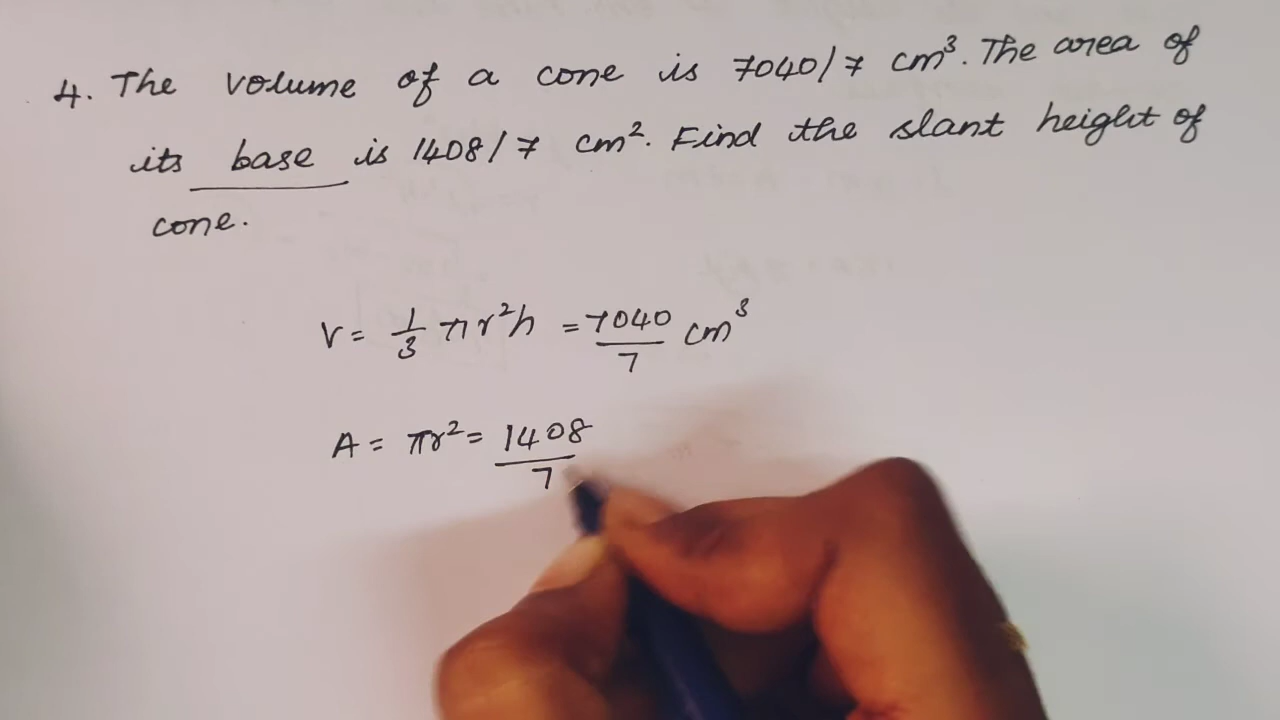 4. The volume of a cone is 7040/7 cm³. The area of
its base is 1408/7 cm². Find the slant height of
cone.
V = 1/3 πr²h = 7040/7 cm³
A = πr² = 1408/7